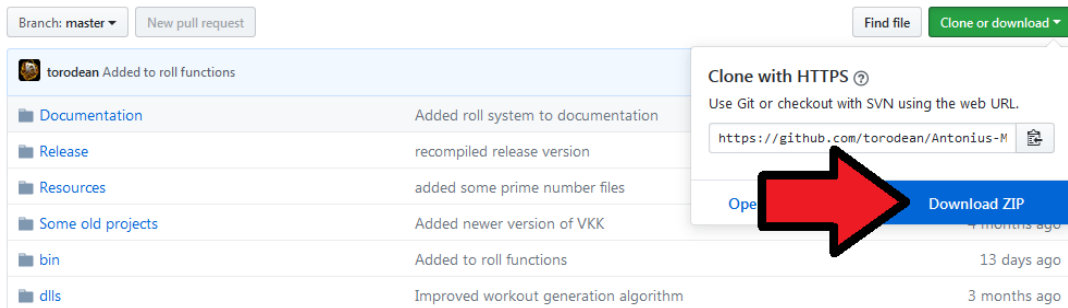 Branch: master
New pull request
Find file
Clone or download
torodean Added to roll functions
Clone with HTTPS
Use Git or checkout with SVN using the web URL.
https://github.com/torodean/Antonius-M
Download ZIP
Documentation Added roll system to documentation
Release recompiled release version
Resources added some prime number files
Some old projects Added newer version of VKK 4 months ago
bin Added to roll functions 13 days ago
dlls Improved workout generation algorithm 3 months ago